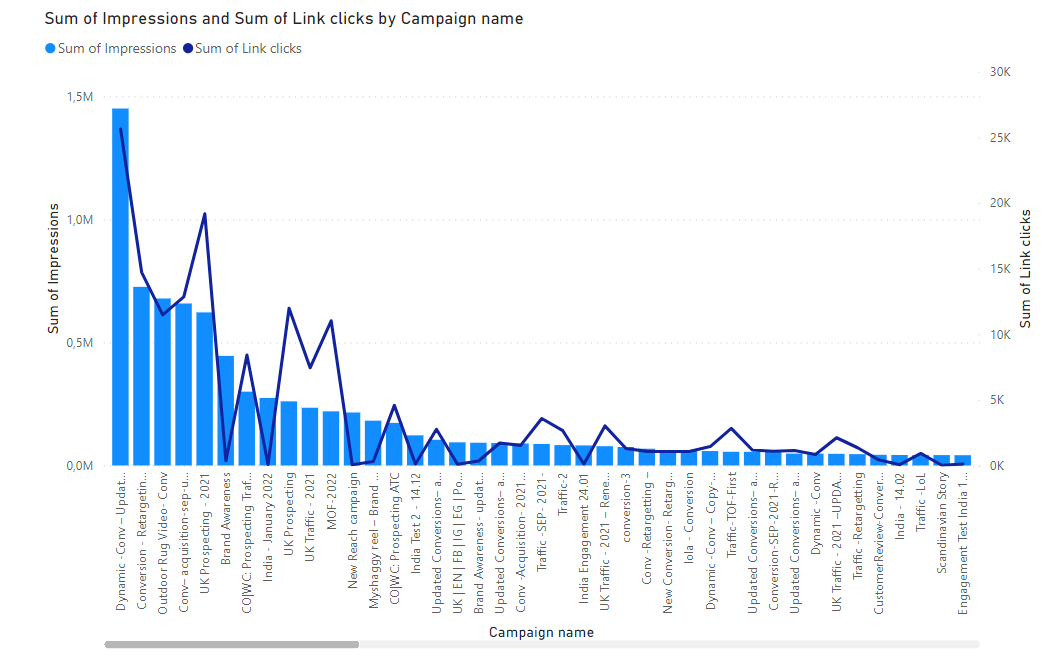 Sum of Impressions and Sum of Link clicks by Campaign name
Sum of Impressions Sum of Link clicks
30K
1,5M
25K
20K
1,0M
15K
10K
0,5M
5K
0,0M
0K
Sum of Impressions
Sum of Link clicks
Dynamic -Conv – Updat...
Conversion - Retargetin...
Outdoor Rug Video- Conv
Conv– acquisition-sep-u...
UK Prospecting - 2021
Brand Awareness
CO|WC: Prospecting Traf...
India - January 2022
UK Prospecting
UK Traffic - 2021
MOF-2022
New Reach campaign
Myshaggy reel – Brand ...
CO|WC: Prospecting ATC
India Test 2 - 14.12
Updated Conversions– a...
UK | EN | FB | IG | EG | Po...
Brand Awareness- updat...
Updated Conversions– a...
Conv -Acquisition- 2021...
Traffic -SEP- 2021-
Traffic-2
India Engagement 24.01
UK Traffic - 2021 – Rene...
conversion-3
Conv -Retargetting –
New Conversion- Retarg...
lola - Conversion
Dynamic -Conv – Copy-...
Traffic-TOF-First
Updated Conversions– a...
Conversion-SEP-2021-R...
Updated Conversions– a...
Dynamic -Conv
UK Traffic - 2021 –UPDA...
Traffic -Retargetting
CustomerReview-Conver...
India - 14.02
Traffic -LoL
Scandinavian Story
Engagement Test India 1...
Campaign name